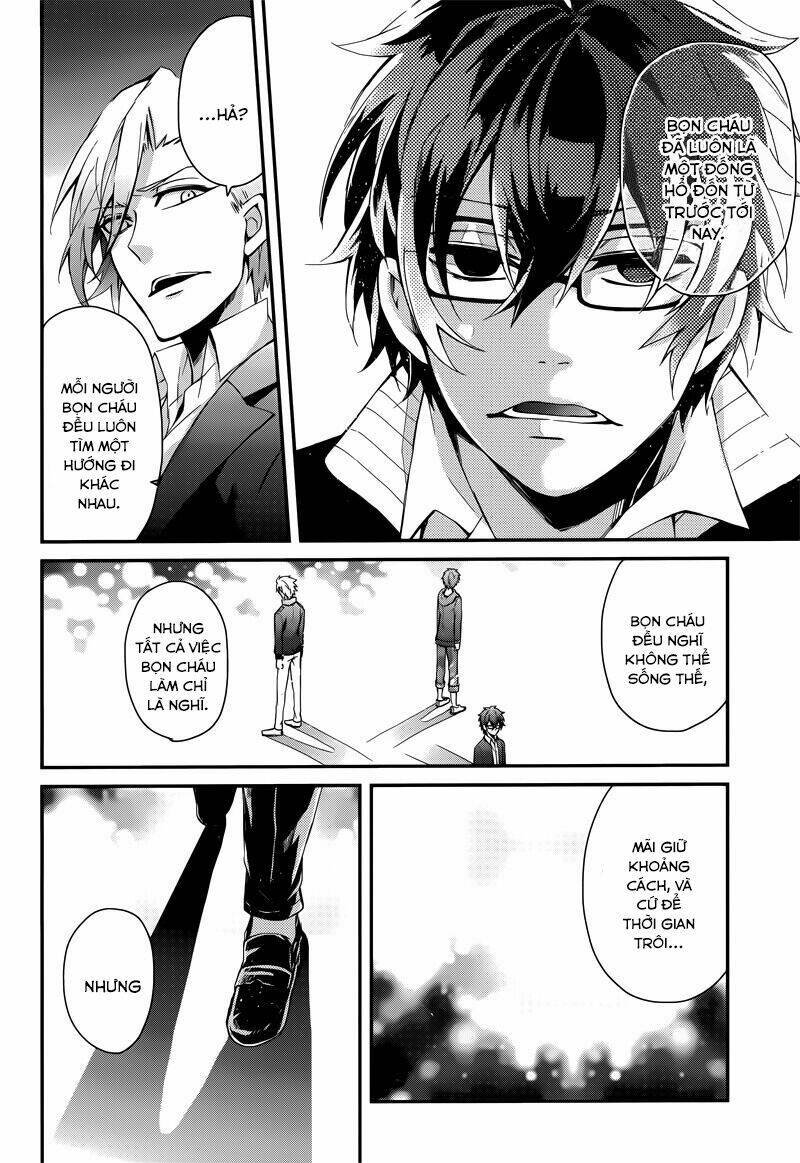 BỌN CHÁU
ĐÃ LUÔN LÀ
MỘT ĐỐNG
HỖ ĐỐN TỪ
TRƯỚC TỚI
NAY.
...HẢ?
MỖI NGƯỜI
BỌN CHÁU
ĐỀU LUÔN
TÌM MỘT
HƯỚNG ĐI
KHÁC
NHAU.
BỌN CHÁU
ĐỀU NGHĨ
KHÔNG THỂ
SỐNG THẾ,
NHƯNG
TẤT CẢ VIỆC
BỌN CHÁU
LÀM CHỈ
LÀ NGHĨ.
MÃI GIỮ
KHOẢNG
CÁCH, VÀ
CỨ ĐỂ
THỜI GIAN
TRÔI...
NHƯNG